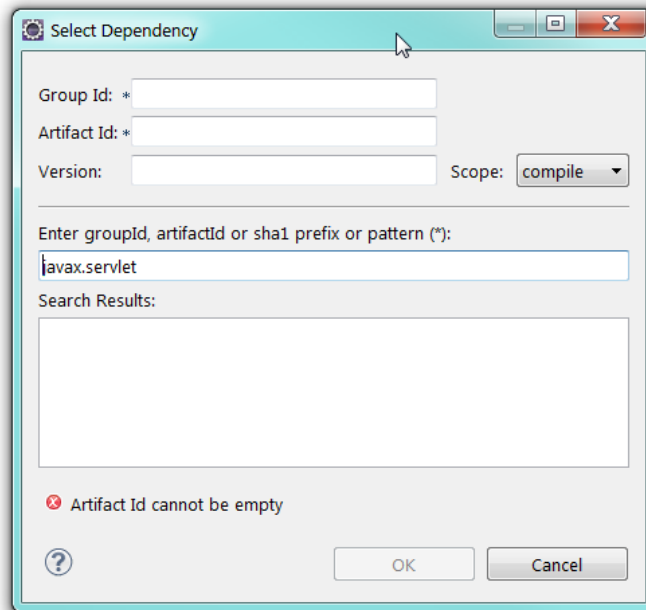 Select Dependency
Group Id: *
Artifact Id: *
Version: Scope: compile
Enter groupId, artifactId or sha1 prefix or pattern (*):
javax.servlet
Search Results:
Artifact Id cannot be empty
? OK Cancel